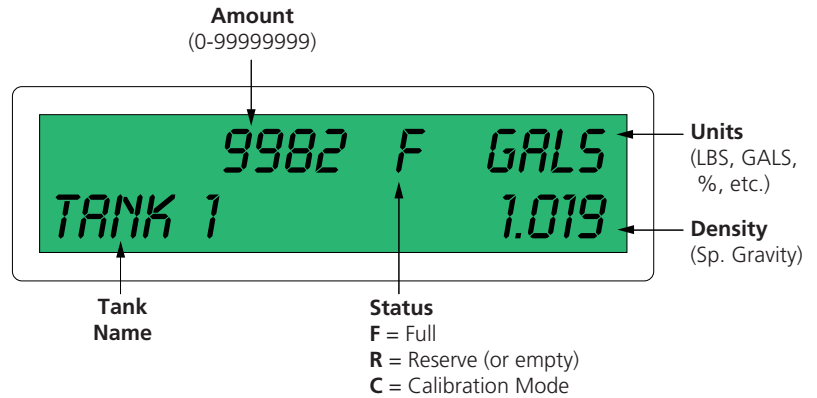 Amount
(0-99999999)
9982 F GALS
TANK 1 1.019
Units
(LBS, GALS,
%, etc.)
Density
(Sp. Gravity)
Tank
Name
Status
F = Full
R = Reserve (or empty)
C = Calibration Mode